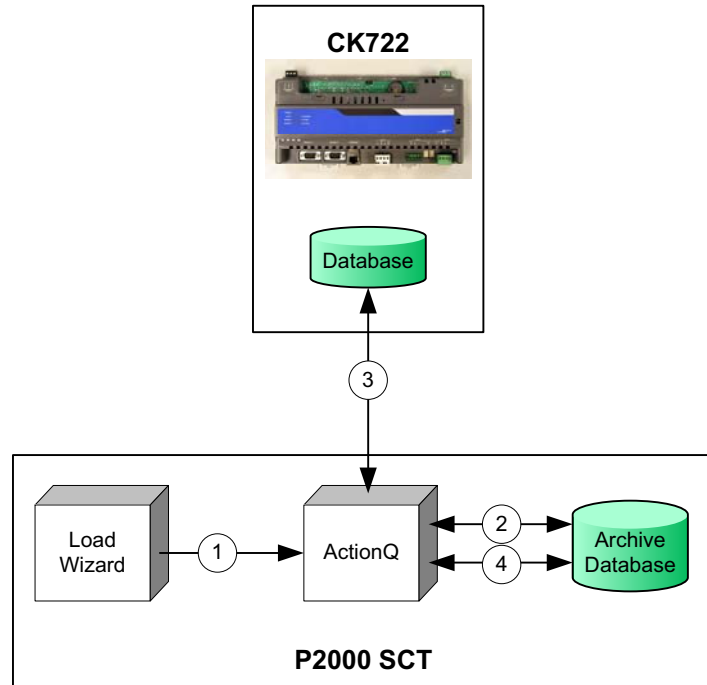 CK722
Database
3
Load
Wizard
1
ActionQ
2
4
Archive
Database
P2000 SCT